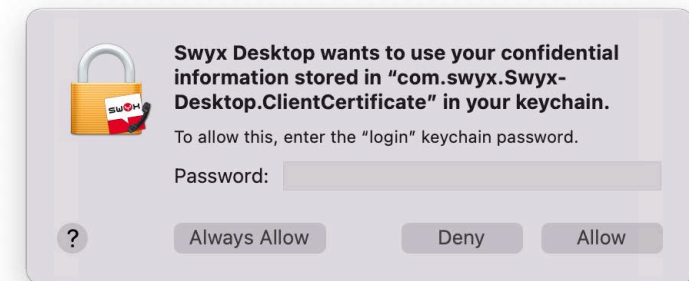 Swyx Desktop wants to use your confidential
information stored in “com.swyx.Swyx-
Desktop.ClientCertificate” in your keychain.
To allow this, enter the “login” keychain password.
Password:
? Always Allow Deny Allow
SWYX